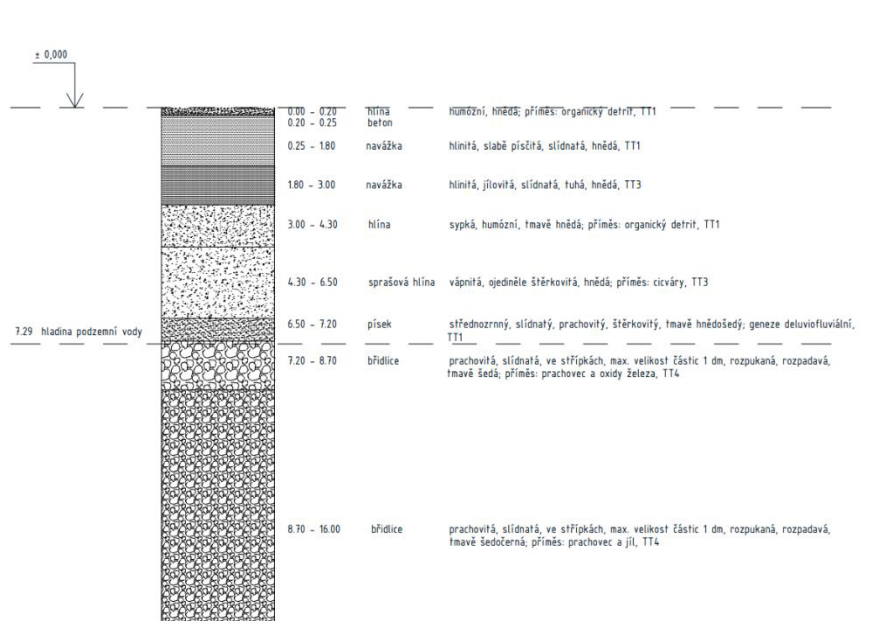 ± 0,000
0.00 - 0.20 hlína humózní, hnědá; příměs: organický detrit, TT1
0.20 - 0.25 beton
0.25 - 1.80 navážka hlinitá, slabě písčitá, slídnatá, hnědá, TT1
1.80 - 3.00 navážka hlinitá, jílovitá, slídnatá, tuhá, hnědá, TT3
3.00 - 4.30 hlína sypká, humózní, tmavě hnědá; příměs: organický detrit, TT1
4.30 - 6.50 sprašová hlína vápnitá, ojediněle štěrkovitá, hnědá; příměs: cicváry, TT3
6.50 - 7.20 písek střednozrnný, slídnatý, prachovitý, štěrkovitý, tmavě hnědošedý; geneze deluviofluviální,
TT1
7.29 hladina podzemní vody
7.20 - 8.70 břidlice prachovitá, slídnatá, ve střípkách, max. velikost částic 1 dm, rozpukaná, rozpadavá,
tmavě šedá; příměs: prachovec a oxidy železa, TT4
8.70 - 16.00 břidlice prachovitá, slídnatá, ve střípkách, max. velikost částic 1 dm, rozpukaná, rozpadavá,
tmavě šedočerná; příměs: prachovec a jíl, TT4